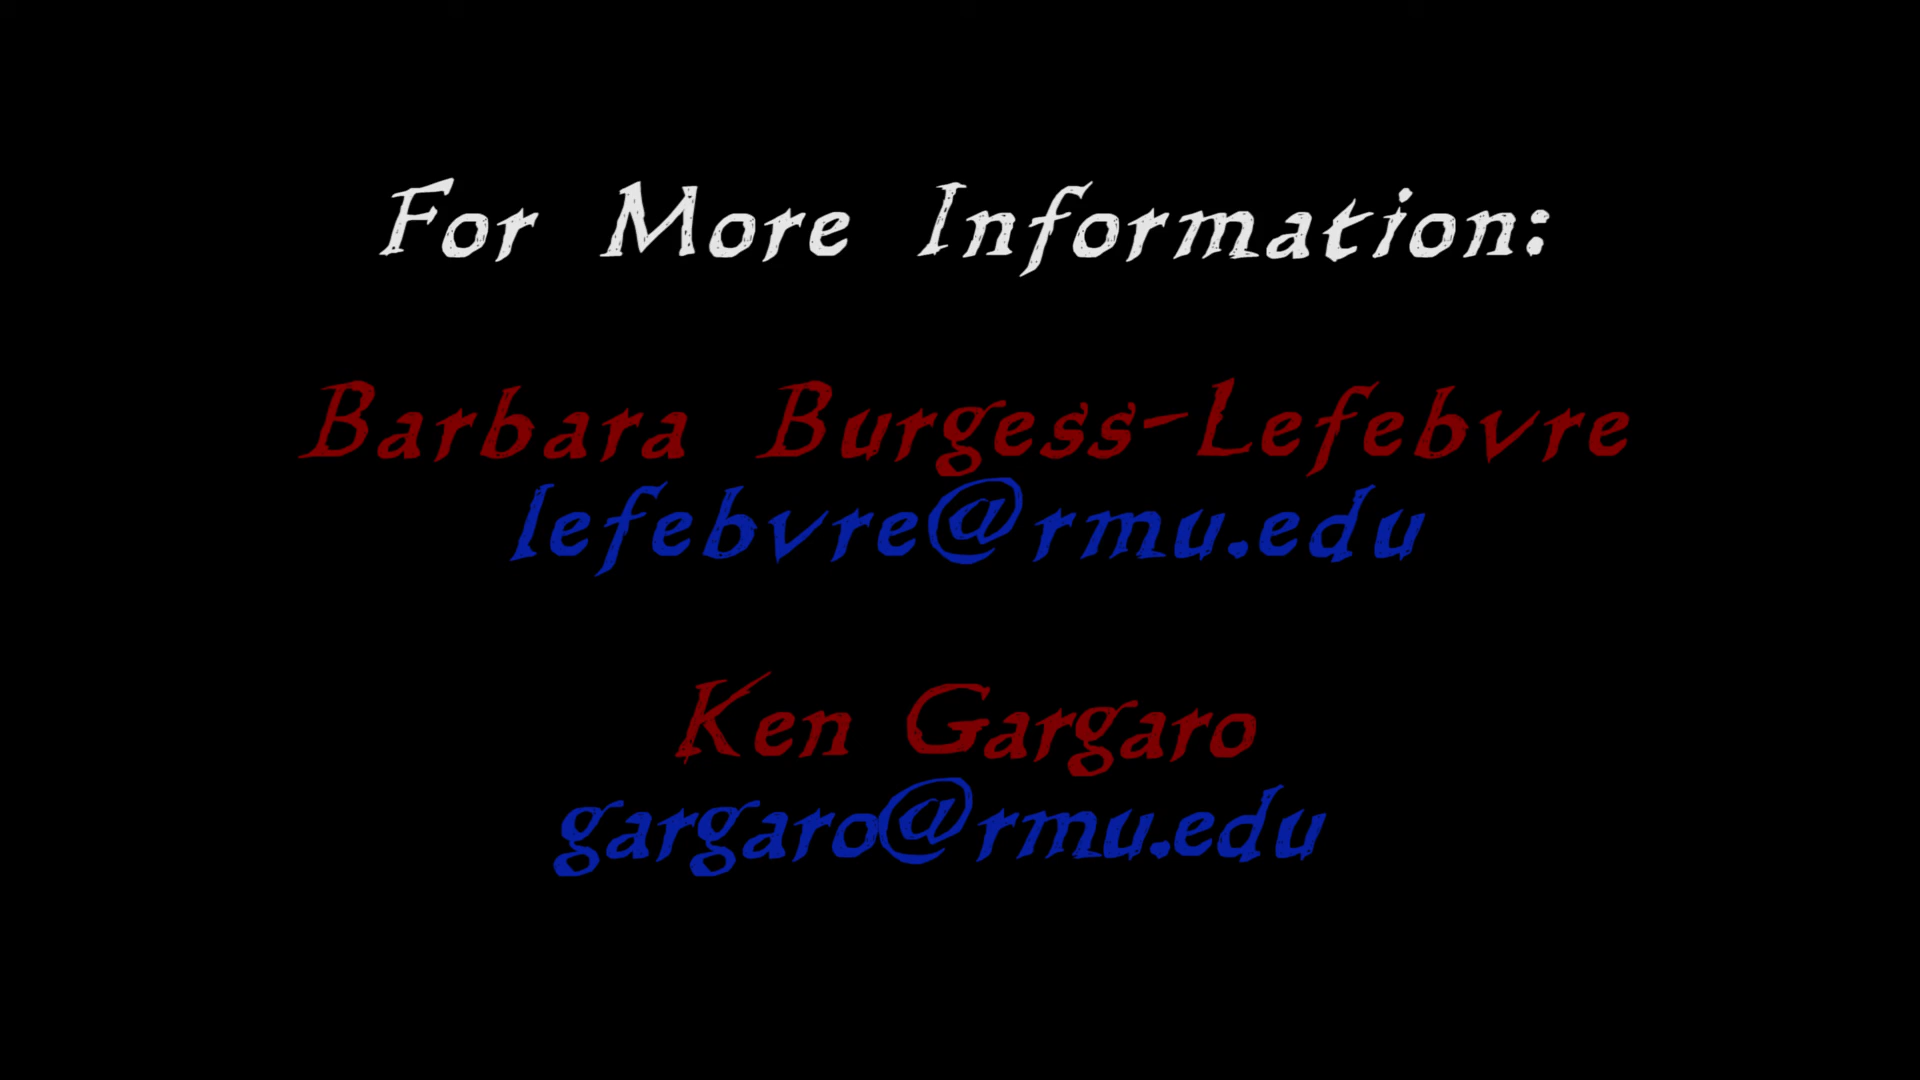 For More Information:
Barbara Burgess-Lefebvre
lefebvre@rmu.edu
Ken Gargaro
gargaro@rmu.edu